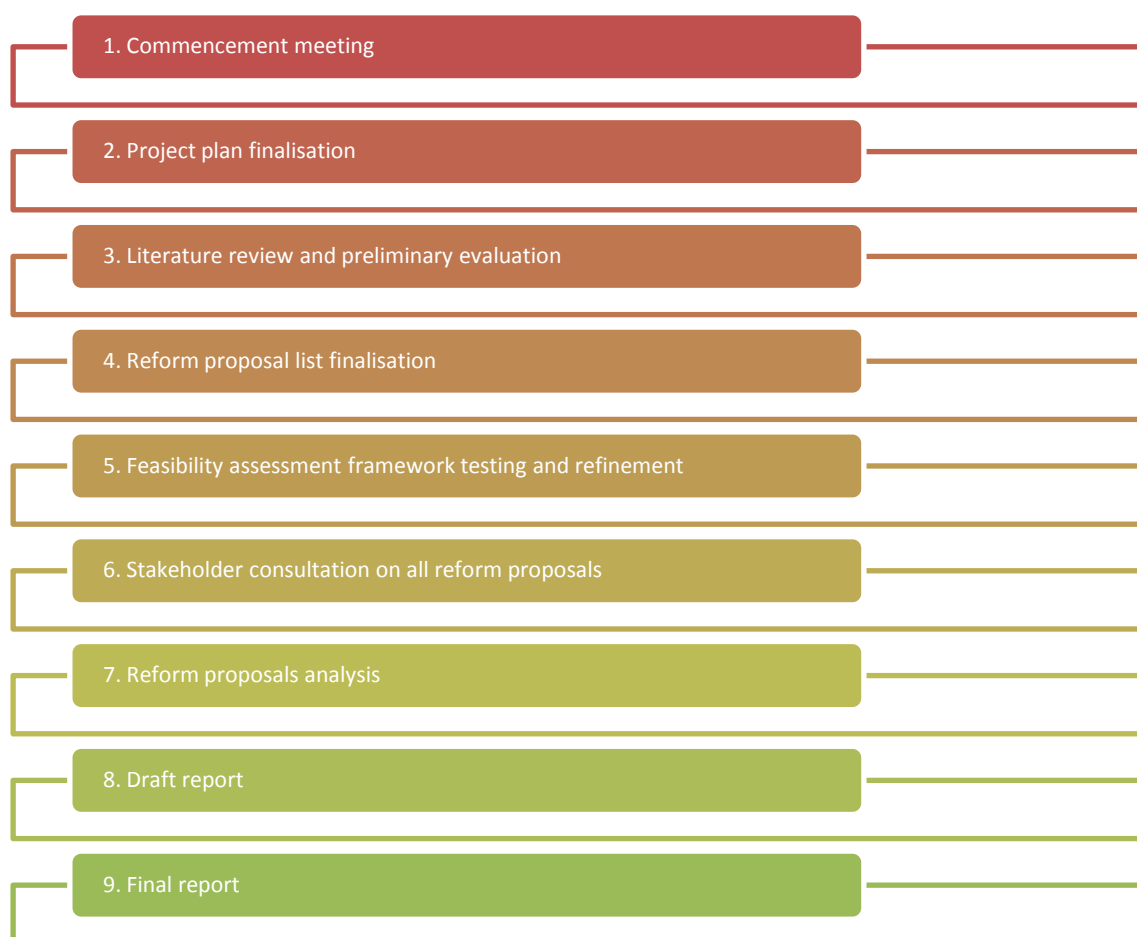 1. Commencement meeting
2. Project plan finalisation
3. Literature review and preliminary evaluation
4. Reform proposal list finalisation
5. Feasibility assessment framework testing and refinement
6. Stakeholder consultation on all reform proposals
7. Reform proposals analysis
8. Draft report
9. Final report